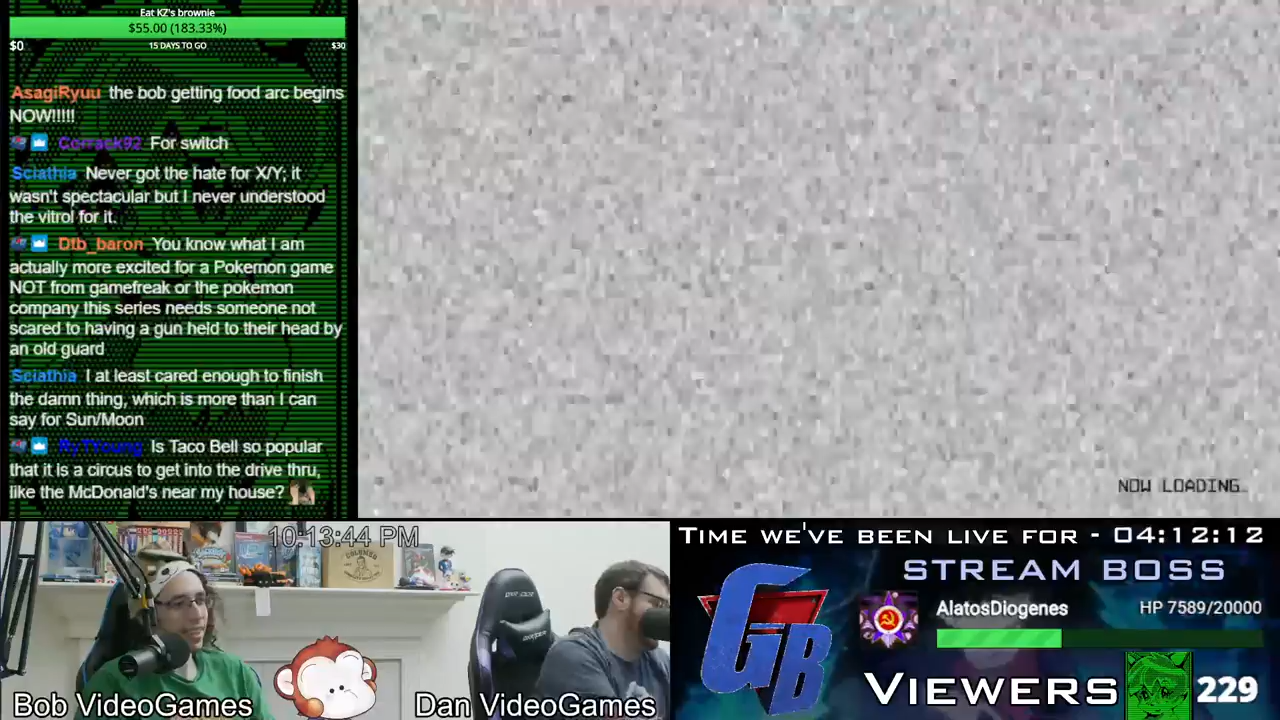 Eat KZ's brownie
$55.00 (183.33%)
$0 15 DAYS TO GO $30
AsagiRyuu the bob getting food arc begins
NOW!!!!!
Corrack92 For switch
Sciathia Never got the hate for X/Y; it
wasn't spectacular but I never understood
the vitrol for it.
Dtb_baron You know what I am
actually more excited for a Pokemon game
NOT from gamefreak or the pokemon
company this series needs someone not
scared to having a gun held to their head by
an old guard
Sciathia I at least cared enough to finish
the damn thing, which is more than I can
say for Sun/Moon
RyTYoung Is Taco Bell so popular
that it is a circus to get into the drive thru,
like the McDonald's near my house?
NOW LOADING
10:13:44 PM
Bob VideoGames
Dan VideoGames
TIME WE'VE BEEN LIVE FOR - 04:12:12
STREAM BOSS
AlatosDiogenes HP 7589/20000
GB
VIEWERS 229